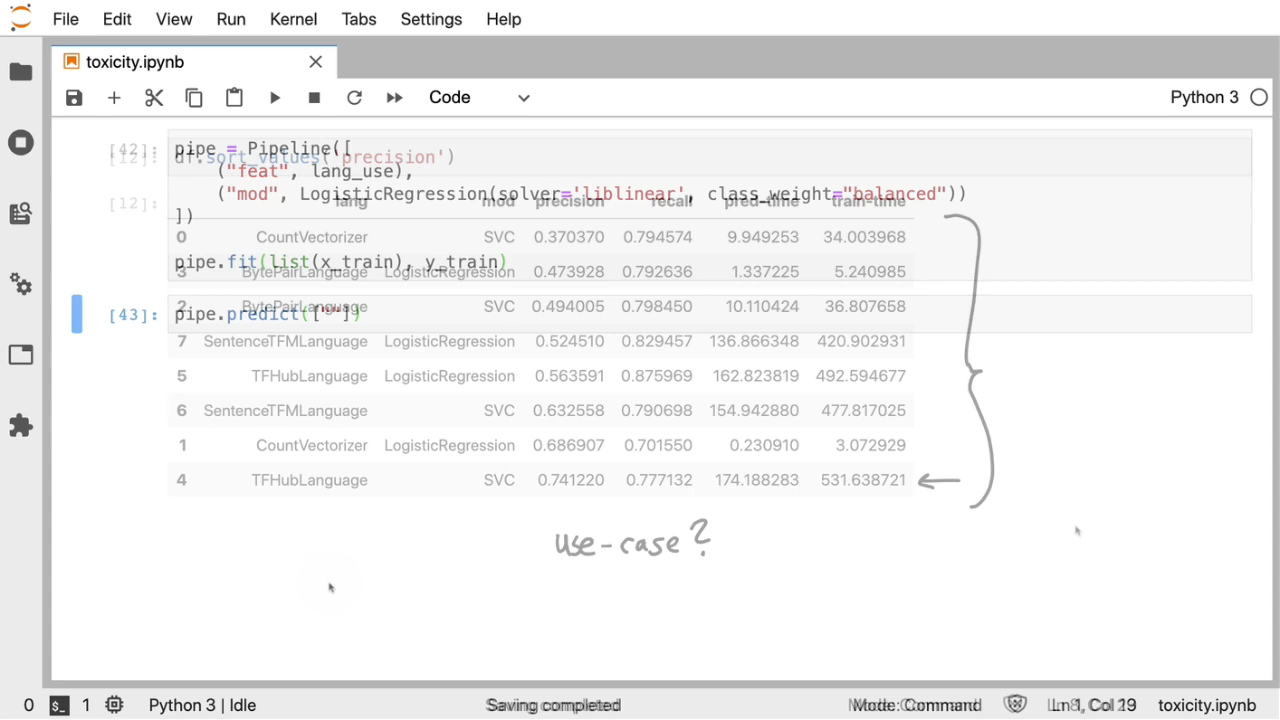 File Edit View Run Kernel Tabs Settings Help
toxicity.ipynb
Code Python 3
[42]: pipe = Pipeline([
[12]: df.sort_values('precision')
("feat", lang_use),
("mod", LogisticRegression(solver='liblinear', class_weight="balanced"))
[12]: lang mod precision recall pred-time train-time
])
0 CountVectorizer SVC 0.370370 0.794574 9.949253 34.003968
pipe.fit(list(x_train), y_train)
3 BytePairLanguage LogisticRegression 0.473928 0.792636 1.337225 5.240985
2 BytePairLanguage SVC 0.494005 0.798450 10.110424 36.807658
[43]: pipe.predict([""])
7 SentenceTFMLanguage LogisticRegression 0.524510 0.829457 136.866348 420.902931
5 TFHubLanguage LogisticRegression 0.563591 0.875969 162.823819 492.594677
6 SentenceTFMLanguage SVC 0.632558 0.790698 154.942880 477.817025
1 CountVectorizer LogisticRegression 0.686907 0.701550 0.230910 3.072929
4 TFHubLanguage SVC 0.741220 0.777132 174.188283 531.638721
use-case?
0 $_ 1 Python 3 | Idle Saving completed Mode: Command Ln 1, Col 19 toxicity.ipynb